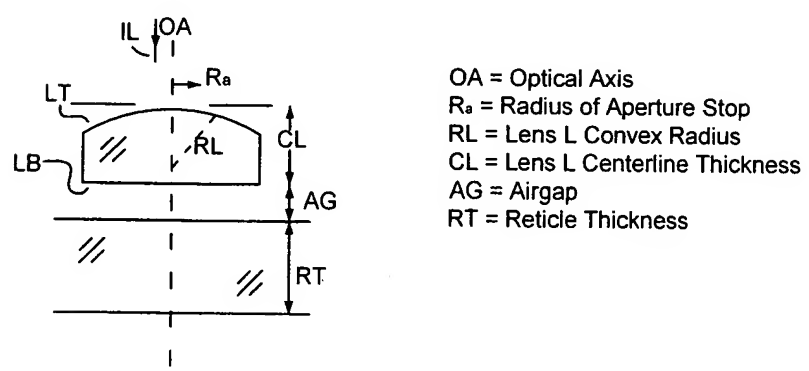 IL OA
Ra
LT
CL
RL
LB
AG
RT
OA = Optical Axis
Ra = Radius of Aperture Stop
RL = Lens L Convex Radius
CL = Lens L Centerline Thickness
AG = Airgap
RT = Reticle Thickness